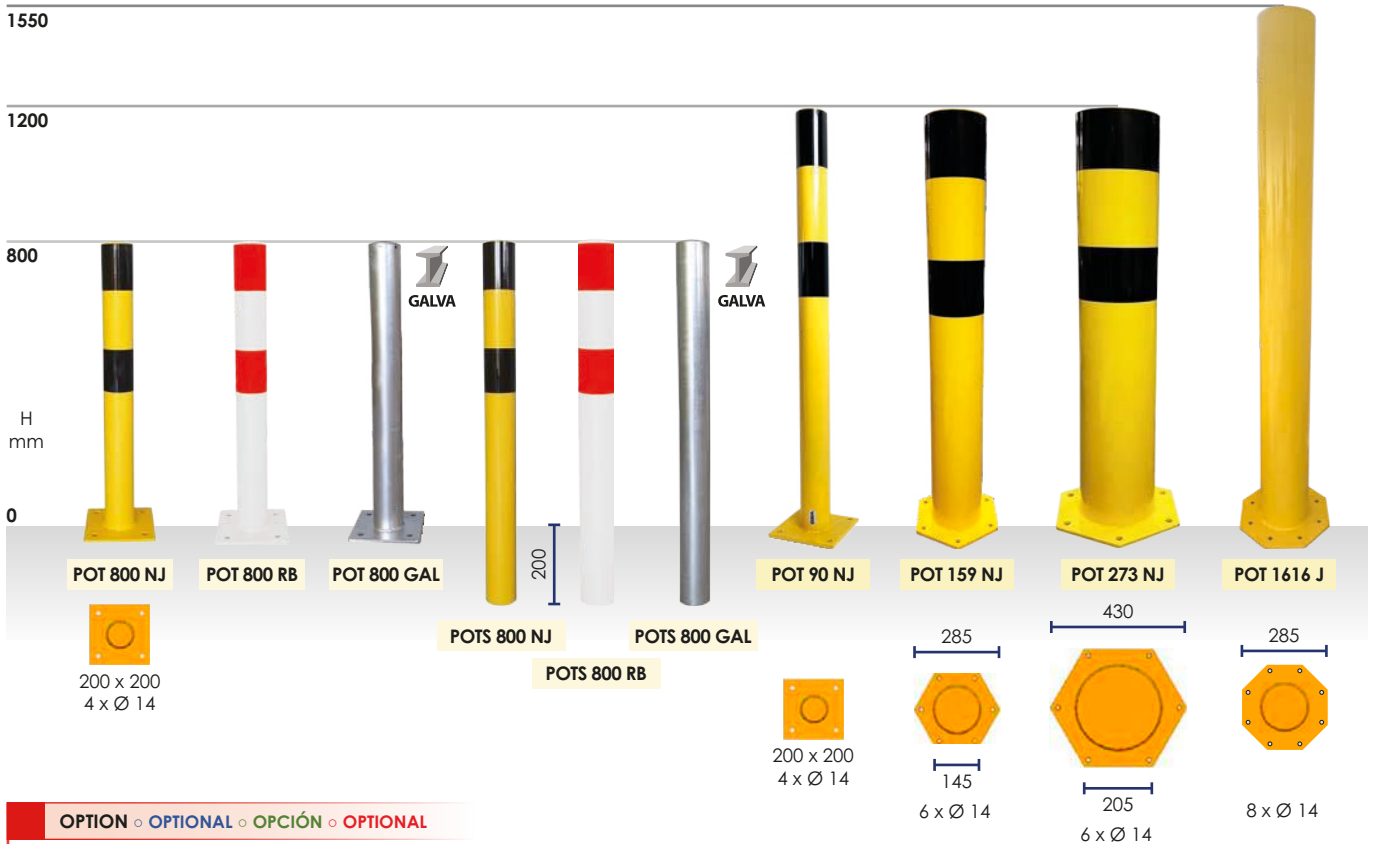 1550
1200
800
GALVA
GALVA
H
mm
0
200
POT 800 NJ
POT 800 RB
POT 800 GAL
POT 90 NJ
POT 159 NJ
POT 273 NJ
POT 1616 J
POTS 800 NJ
POTS 800 GAL
POTS 800 RB
200 x 200
4 x Ø 14
200 x 200
4 x Ø 14
285
145
6 x Ø 14
430
205
6 x Ø 14
285
8 x Ø 14
OPTION ○ OPTIONAL ○ OPCIÓN ○ OPTIONAL